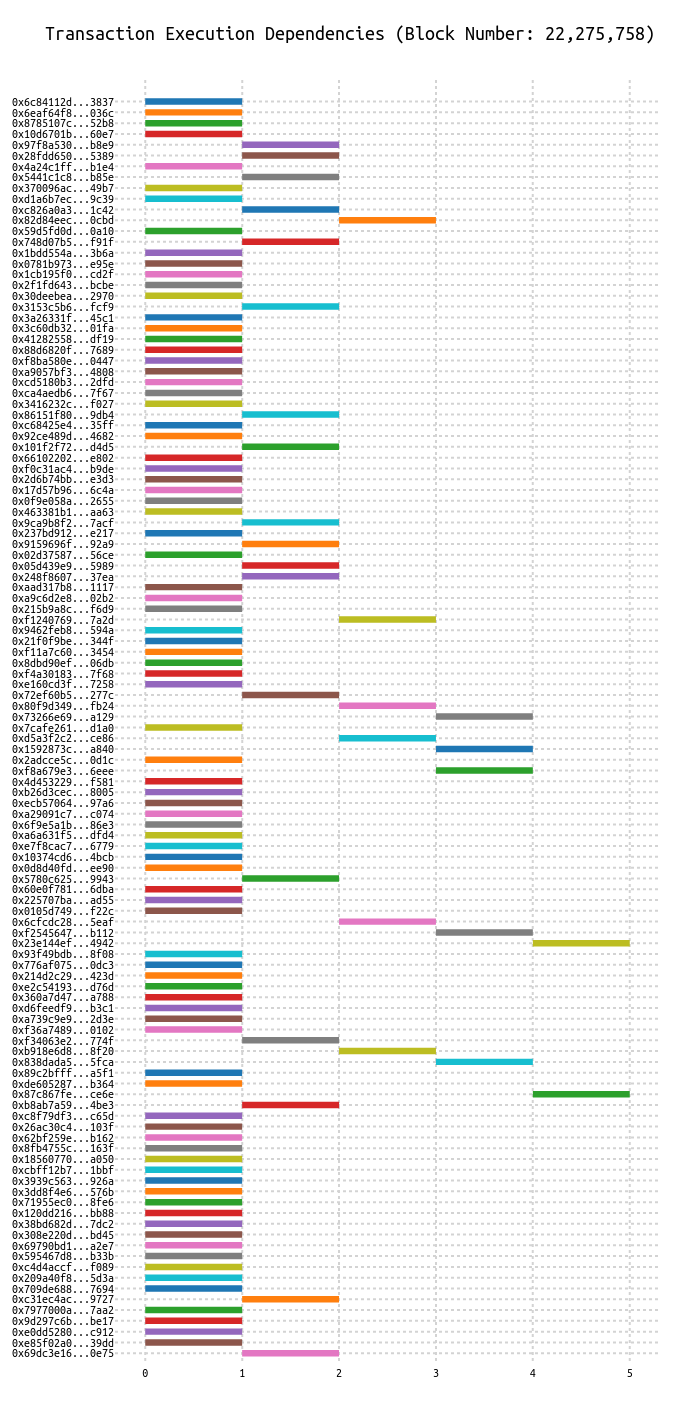 Transaction Execution Dependencies (Block Number: 22,275,758)
0x6c84112d...3837
0x6eaf64f8...036c
0x8785107c...52b8
0x10d6701b...60e7
0x97f8a530...b8e9
0x28fdd650...5389
0x4a24c1ff...b1e4
0x5441c1c8...b85e
0x370096ac...49b7
0xd1a6b7ec...9c39
0xc826a0a3...1c42
0x82d84eec...0cbd
0x59d5fd0d...0a10
0x748d07b5...f91f
0x1bdd554a...3b6a
0x0781b973...e95e
0x1cb195f0...cd2f
0x2f1fd643...bcbe
0x30deebea...2970
0x3153c5b6...fcf9
0x3a26331f...45c1
0x3c60db32...01fa
0x41282558...df19
0x88d6820f...7689
0xf8ba580e...0447
0xa9057bf3...4808
0xcd5180b3...2dfd
0xca4aedb6...7f67
0x3416232c...f027
0x86151f80...9db4
0xc68425e4...35ff
0x92ce489d...4682
0x101f2f72...d4d5
0x66102202...e802
0xf0c31ac4...b9de
0x2d6b74bb...e3d3
0x17d57b96...6c4a
0x0f9e058a...2655
0x463381b1...aa63
0x9ca9b8f2...7acf
0x237bd912...e217
0x9159696f...92a9
0x02d37587...56ce
0x05d439e9...5989
0x248f8607...37ea
0xaad317b8...1117
0xa9c6d2e8...02b2
0x215b9a8c...f6d9
0xf1240769...7a2d
0x9462feb8...594a
0x21f0f9be...344f
0xf11a7c60...3454
0x8dbd90ef...06db
0xf4a30183...7f68
0xe160cd3f...7258
0x72ef60b5...277c
0x80f9d349...fb24
0x73266e69...a129
0x7cafe261...d1a0
0xd5a3f2c2...ce86
0x1592873c...a840
0x2adcce5c...0d1c
0xf8a679e3...6eee
0x4d453229...f581
0xb26d3cec...8005
0xecb57064...97a6
0xa29091c7...c074
0x6f9e5a1b...86e3
0xa6a631f5...dfd4
0xe7f8cac7...6779
0x10374cd6...4bcb
0x0d8d40fd...ee90
0x5780c625...9943
0x60e0f781...6dba
0x225707ba...ad55
0x0105d749...f22c
0x6cfcdc28...5eaf
0xf2545647...b112
0x23e144ef...4942
0x93f49bdb...8f08
0x776af075...0dc3
0x214d2c29...423d
0xe2c54193...d76d
0x360a7d47...a788
0xd6feedf9...b3c1
0xa739c9e9...2d3e
0xf36a7489...0102
0xf34063e2...774f
0xb918e6d8...8f20
0x838dada5...5fca
0x89c2bfff...a5f1
0xde605287...b364
0x87c867fe...ce6e
0xb8ab7a59...4be3
0xc8f79df3...c65d
0x26ac30c4...103f
0x62bf259e...b162
0x8fb4755c...163f
0x18560770...a050
0xcbff12b7...1bbf
0x3939c563...926a
0x3dd8f4e6...576b
0x71955ec0...8fe6
0x120dd216...bb88
0x38bd682d...7dc2
0x308e220d...bd45
0x69790bd1...a2e7
0x595467d8...b33b
0xc4d4accf...f089
0x209a40f8...5d3a
0x709de688...7694
0xc31ec4ac...9727
0x7977000a...7aa2
0x9d297c6b...be17
0xe0dd5280...c912
0xe85f02a0...39dd
0x69dc3e16...0e75
0 1 2 3 4 5